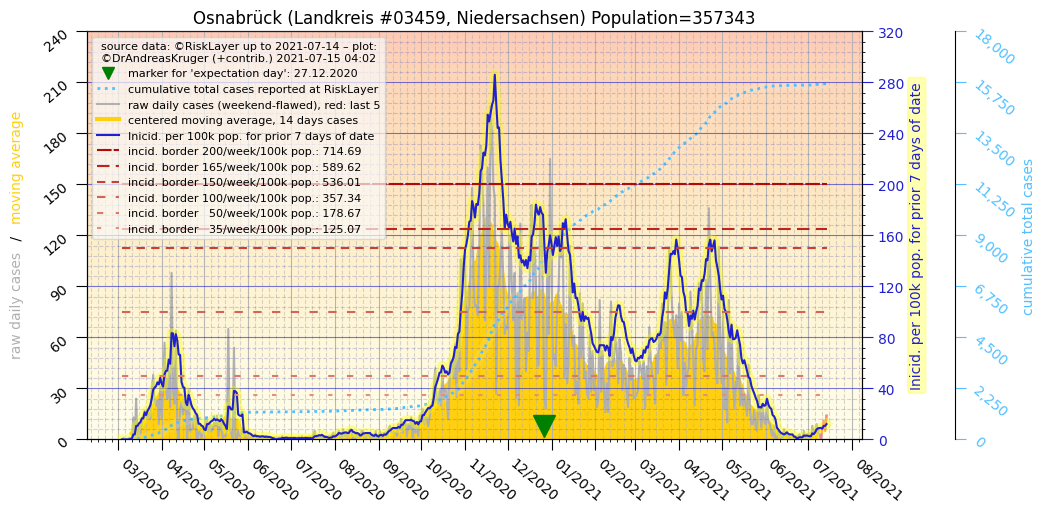 Osnabrück (Landkreis #03459, Niedersachsen) Population=357343
source data: ©RiskLayer up to 2021-07-14 – plot:
©DrAndreasKruger (+contrib.) 2021-07-15 04:02
marker for 'expectation day': 27.12.2020
cumulative total cases reported at RiskLayer
raw daily cases (weekend-flawed), red: last 5
centered moving average, 14 days cases
Inicid. per 100k pop. for prior 7 days of date
incid. border 200/week/100k pop.: 714.69
incid. border 165/week/100k pop.: 589.62
incid. border 150/week/100k pop.: 536.01
incid. border 100/week/100k pop.: 357.34
incid. border 50/week/100k pop.: 178.67
incid. border 35/week/100k pop.: 125.07
raw daily cases / moving average
240
210
180
150
120
90
60
30
0
03/2020
04/2020
05/2020
06/2020
07/2020
08/2020
09/2020
10/2020
11/2020
12/2020
01/2021
02/2021
03/2021
04/2021
05/2021
06/2021
07/2021
08/2021
320
280
240
200
160
120
80
40
0
Inicid. per 100k pop. for prior 7 days of date
18,000
15,750
13,500
11,250
9,000
6,750
4,500
2,250
0
cumulative total cases